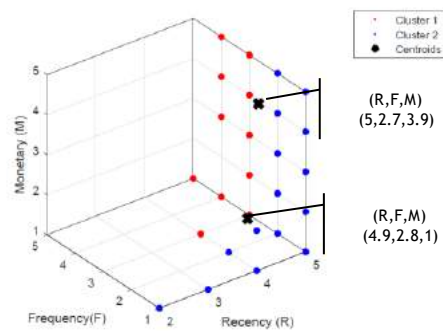 Cluster 1
Cluster 2
Centroids
5
4
3
2
1
Monetary (M)
5
4
3
2
1
Frequency(F)
2
3
4
5
Recency (R)
(R,F,M)
(5,2.7,3.9)
(R,F,M)
(4.9,2.8,1)